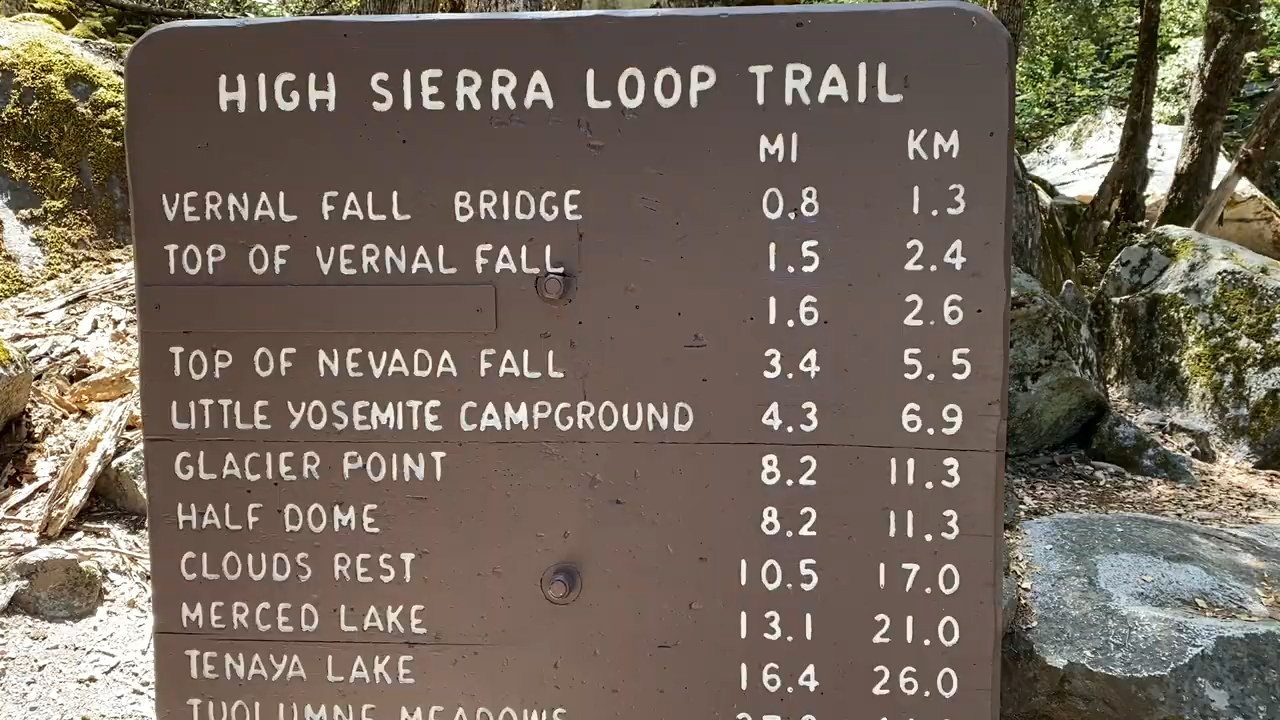 HIGH SIERRA LOOP TRAIL
MI KM
VERNAL FALL BRIDGE 0.8 1.3
TOP OF VERNAL FALL 1.5 2.4
1.6 2.6
TOP OF NEVADA FALL 3.4 5.5
LITTLE YOSEMITE CAMPGROUND 4.3 6.9
GLACIER POINT 8.2 11.3
HALF DOME 8.2 11.3
CLOUDS REST 10.5 17.0
MERCED LAKE 13.1 21.0
TENAYA LAKE 16.4 26.0
TUOLUMNE MEADOWS